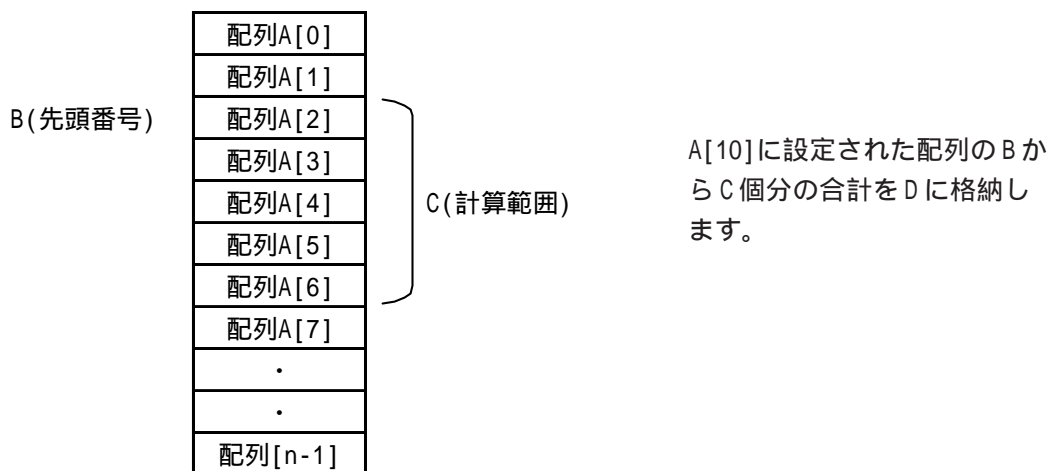 配列A[0]
配列A[1]
B(先頭番号)
配列A[2]
配列A[3]
配列A[4]
C(計算範囲)
配列A[5]
配列A[6]
配列A[7]
・
・
配列[n-1]
A[10]に設定された配列のBか
らC個分の合計をDに格納し
ます。